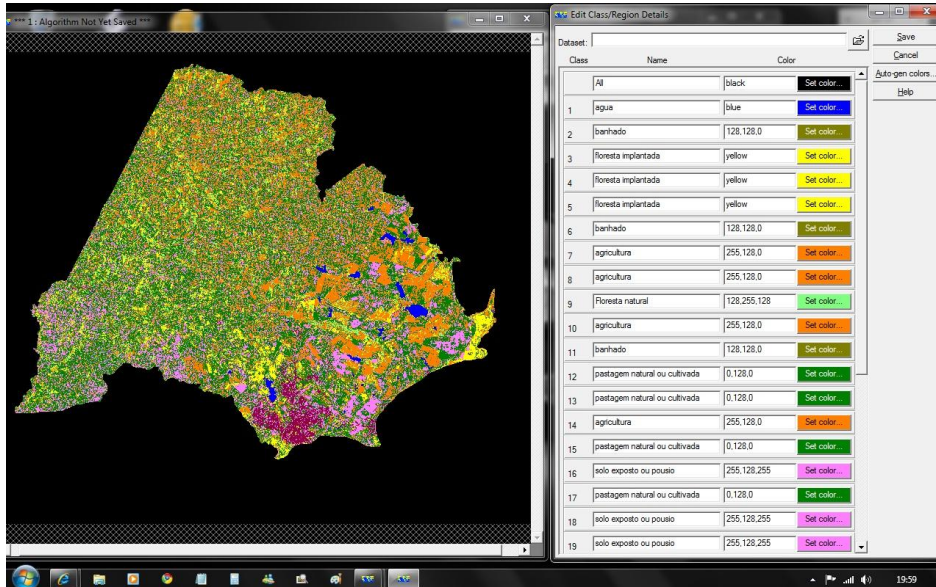 *** 1 : Algorithm Not Yet Saved ***
Edit Class/Region Details
Dataset:
Save
Cancel
Auto-gen colors...
Help
Class Name Color
All black Set color...
1 agua blue Set color...
2 banhado 128,128,0 Set color...
3 floresta implantada yellow Set color...
4 floresta implantada yellow Set color...
5 floresta implantada yellow Set color...
6 banhado 128,128,0 Set color...
7 agricultura 255,128,0 Set color...
8 agricultura 255,128,0 Set color...
9 Floresta natural 128,255,128 Set color...
10 agricultura 255,128,0 Set color...
11 banhado 128,128,0 Set color...
12 pastagem natural ou cultivada 0,128,0 Set color...
13 pastagem natural ou cultivada 0,128,0 Set color...
14 agricultura 255,128,0 Set color...
15 pastagem natural ou cultivada 0,128,0 Set color...
16 solo exposto ou pousio 255,128,255 Set color...
17 pastagem natural ou cultivada 0,128,0 Set color...
18 solo exposto ou pousio 255,128,255 Set color...
19 solo exposto ou pousio 255,128,255 Set color...
19:59